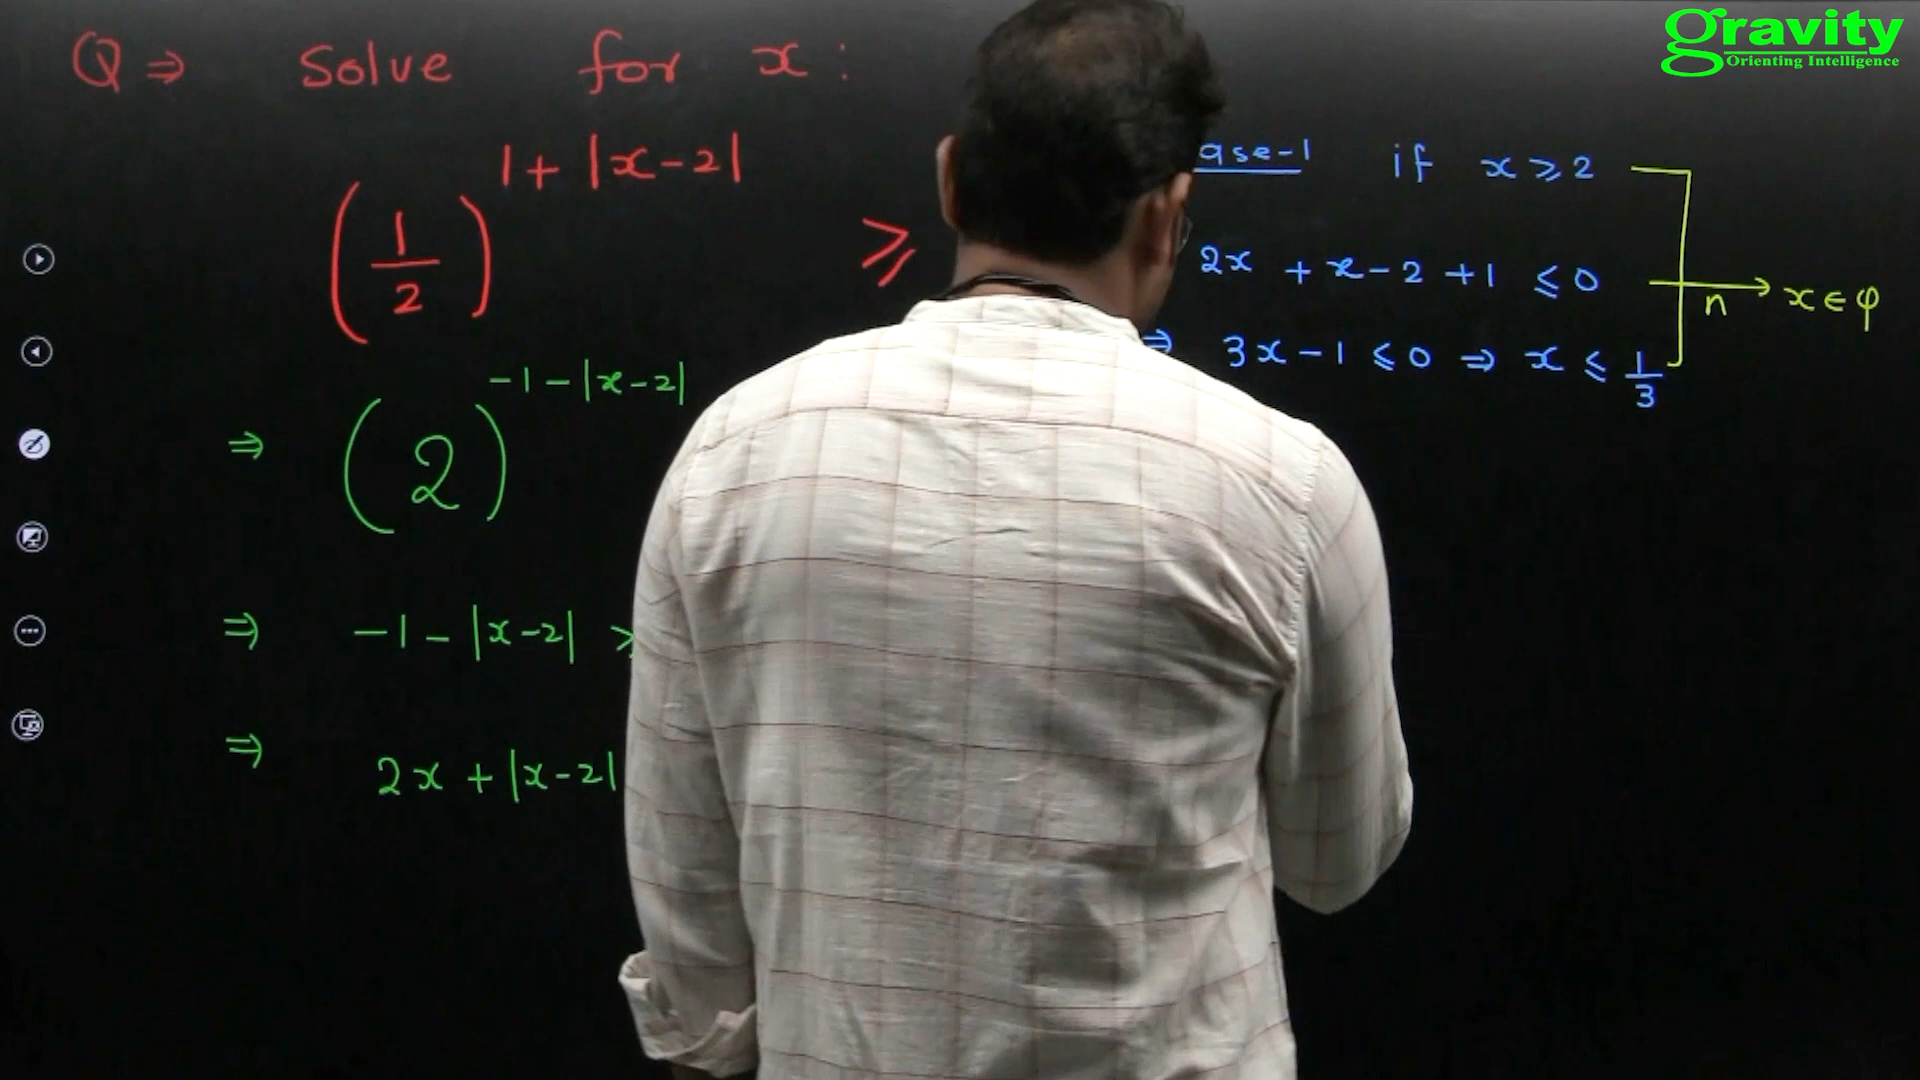 Q ⇒ Solve for x :
(1/2)^(1+|x-2|) ⩾
⇒ (2)^(-1-|x-2|)
⇒ -1-|x-2| >
⇒ 2x + |x-2|
ase-1 if x ⩾ 2
2x + x - 2 + 1 ⩽ 0
⇒ 3x - 1 ⩽ 0 ⇒ x ⩽ 1/3
n → x ∈ φ
gravity
Orienting Intelligence